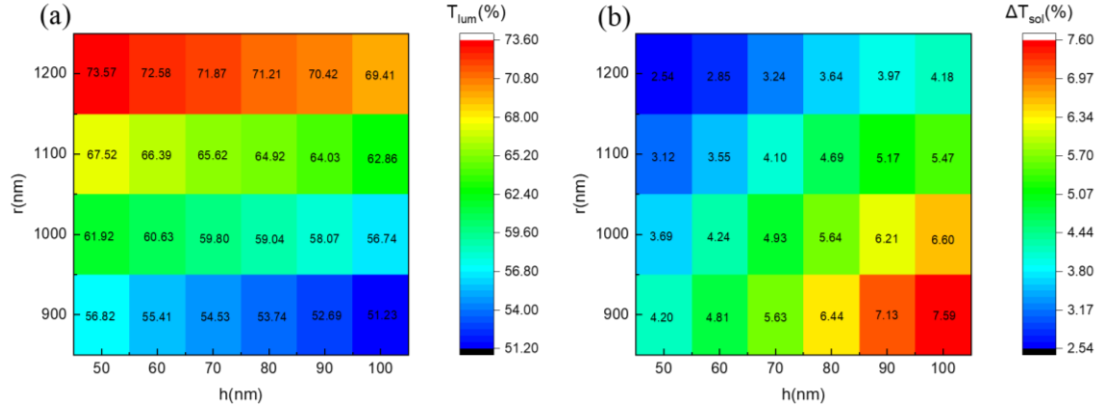 (a)
T_lum(%)
73.60
70.80
68.00
65.20
62.40
59.60
56.80
54.00
51.20
r(nm)
1200
73.57 72.58 71.87 71.21 70.42 69.41
1100
67.52 66.39 65.62 64.92 64.03 62.86
1000
61.92 60.63 59.80 59.04 58.07 56.74
900
56.82 55.41 54.53 53.74 52.69 51.23
50 60 70 80 90 100
h(nm)
(b)
ΔT_sol(%)
7.60
6.97
6.34
5.70
5.07
4.44
3.80
3.17
2.54
r(nm)
1200
2.54 2.85 3.24 3.64 3.97 4.18
1100
3.12 3.55 4.10 4.69 5.17 5.47
1000
3.69 4.24 4.93 5.64 6.21 6.60
900
4.20 4.81 5.63 6.44 7.13 7.59
50 60 70 80 90 100
h(nm)